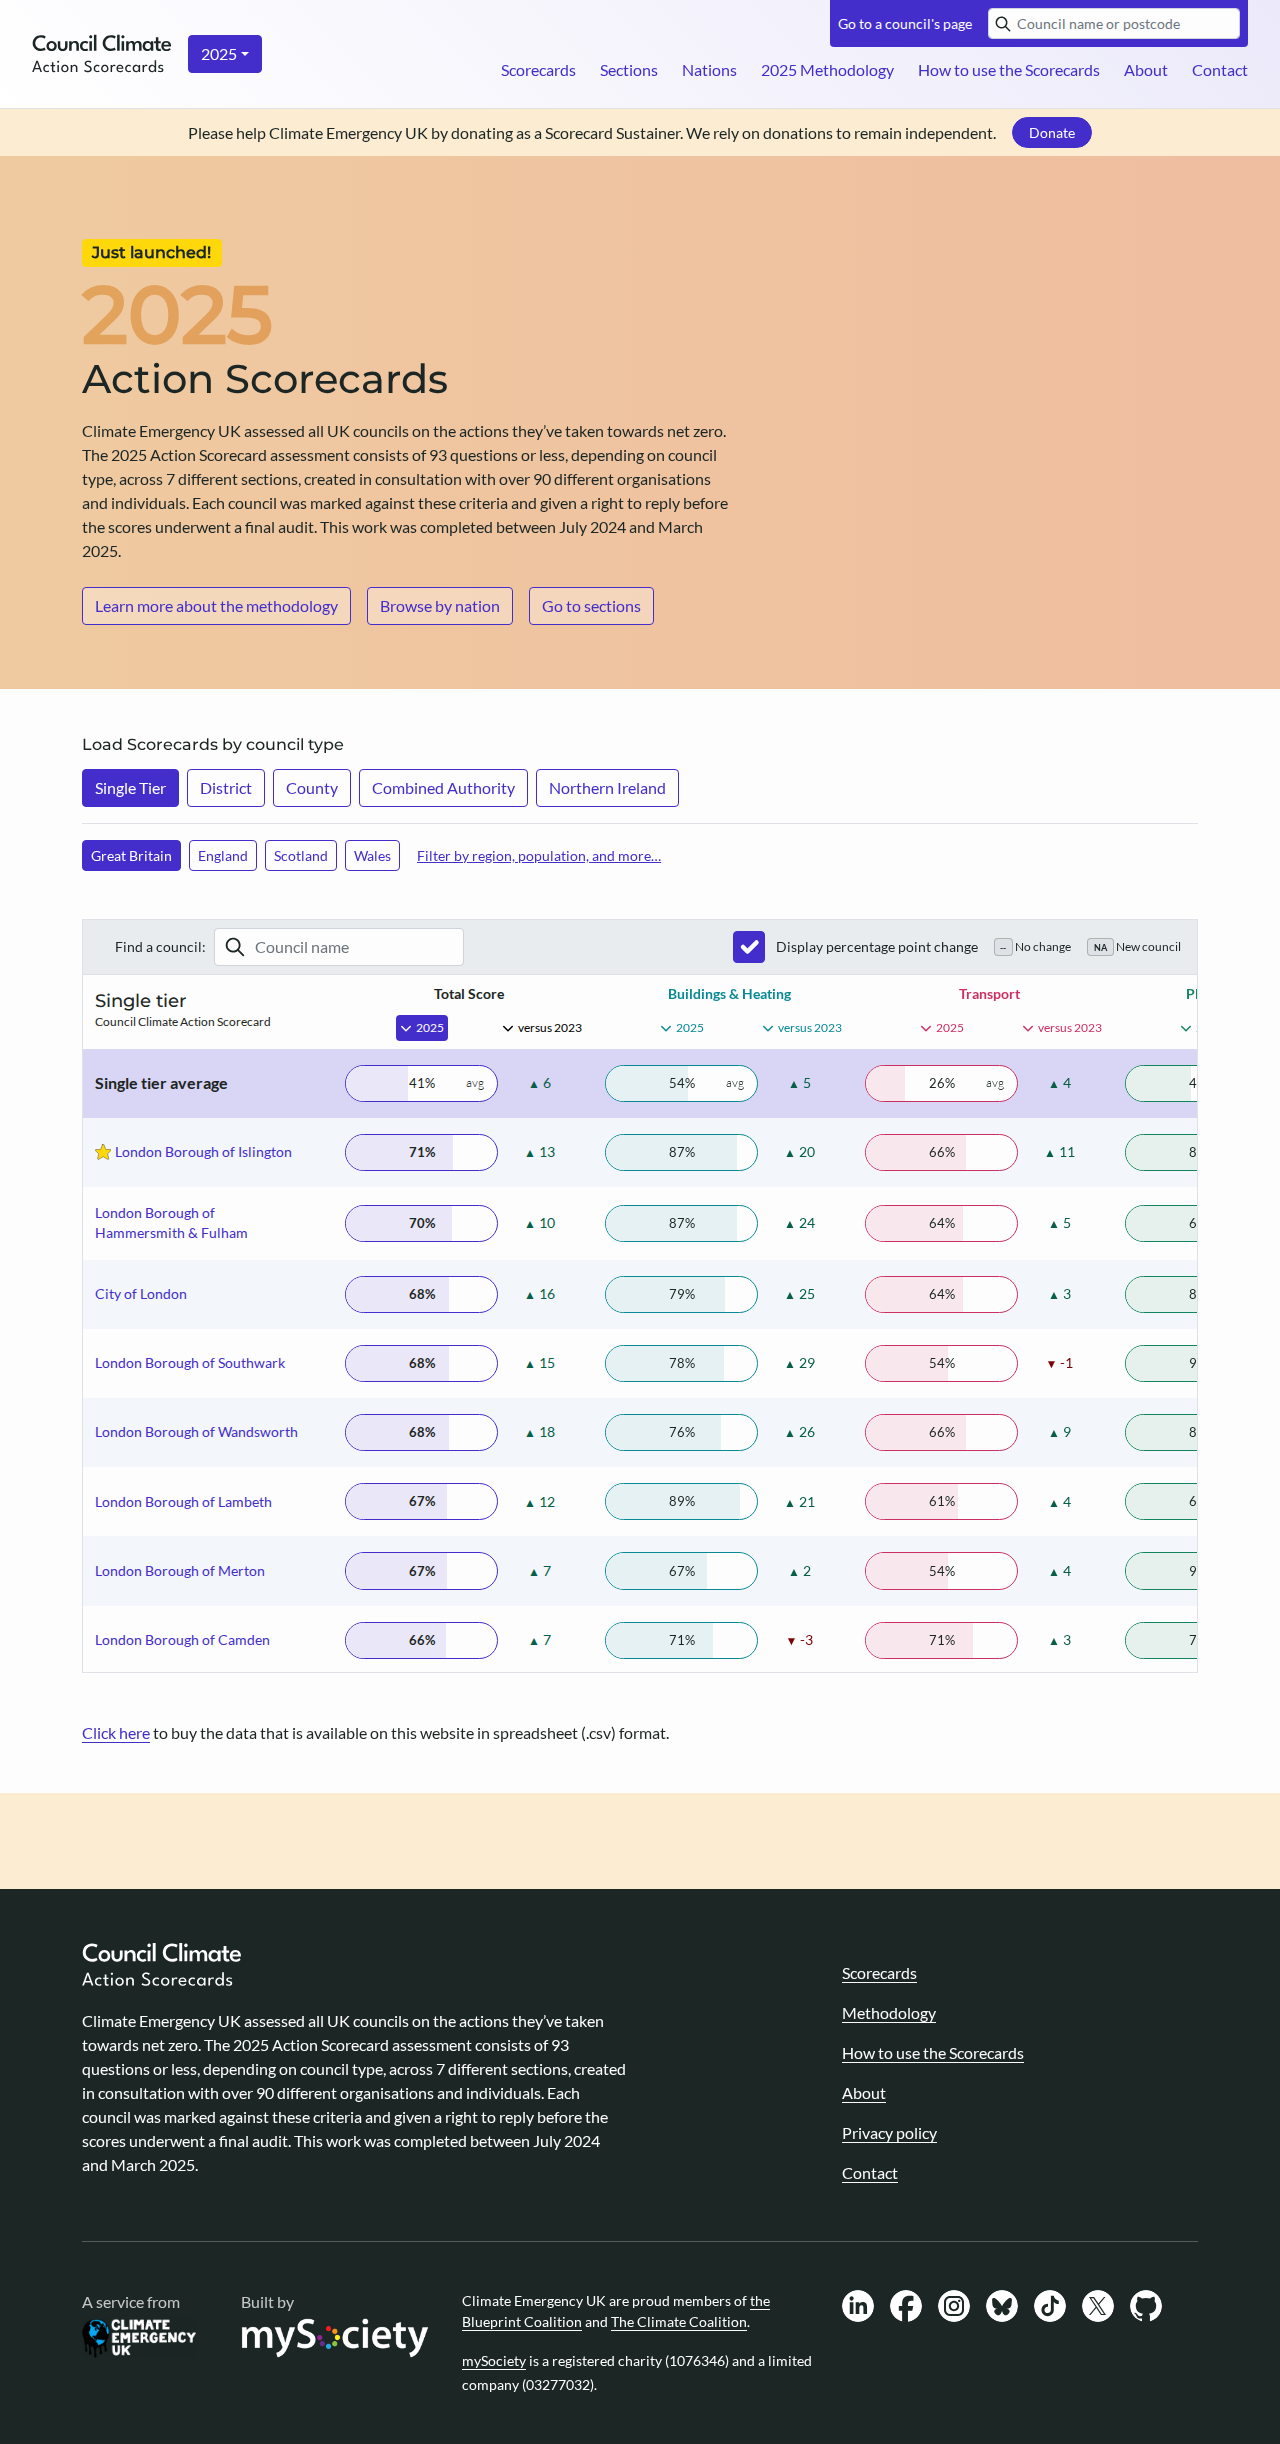 Go to a council's page
Council name or postcode
Council Climate
Action Scorecards
2025
Scorecards Sections Nations 2025 Methodology How to use the Scorecards About Contact
Please help Climate Emergency UK by donating as a Scorecard Sustainer. We rely on donations to remain independent. Donate
Just launched!
2025
Action Scorecards
Climate Emergency UK assessed all UK councils on the actions they’ve taken towards net zero.
The 2025 Action Scorecard assessment consists of 93 questions or less, depending on council
type, across 7 different sections, created in consultation with over 90 different organisations
and individuals. Each council was marked against these criteria and given a right to reply before
the scores underwent a final audit. This work was completed between July 2024 and March
2025.
Learn more about the methodology Browse by nation Go to sections
Load Scorecards by council type
Single Tier District County Combined Authority Northern Ireland
Great Britain England Scotland Wales Filter by region, population, and more...
Find a council: Council name Display percentage point change -- No change NA New council
Single tier
Council Climate Action Scorecard
Total Score Buildings & Heating Transport
2025 versus 2023 2025 versus 2023 2025 versus 2023
Single tier average 41% avg ▲ 6 54% avg ▲ 5 26% avg ▲ 4 4
London Borough of Islington 71% ▲ 13 87% ▲ 20 66% ▲ 11 8
London Borough of
Hammersmith & Fulham 70% ▲ 10 87% ▲ 24 64% ▲ 5 6
City of London 68% ▲ 16 79% ▲ 25 64% ▲ 3 8
London Borough of Southwark 68% ▲ 15 78% ▲ 29 54% ▼ -1 9
London Borough of Wandsworth 68% ▲ 18 76% ▲ 26 66% ▲ 9 8
London Borough of Lambeth 67% ▲ 12 89% ▲ 21 61% ▲ 4 6
London Borough of Merton 67% ▲ 7 67% ▲ 2 54% ▲ 4 9
London Borough of Camden 66% ▲ 7 71% ▼ -3 71% ▲ 3 7
Click here to buy the data that is available on this website in spreadsheet (.csv) format.
Council Climate
Action Scorecards
Climate Emergency UK assessed all UK councils on the actions they’ve taken
towards net zero. The 2025 Action Scorecard assessment consists of 93
questions or less, depending on council type, across 7 different sections, created
in consultation with over 90 different organisations and individuals. Each
council was marked against these criteria and given a right to reply before the
scores underwent a final audit. This work was completed between July 2024
and March 2025.
Scorecards
Methodology
How to use the Scorecards
About
Privacy policy
Contact
A service from
CLIMATE
EMERGENCY
UK
Built by
mySociety
Climate Emergency UK are proud members of the
Blueprint Coalition and The Climate Coalition.
mySociety is a registered charity (1076346) and a limited
company (03277032).